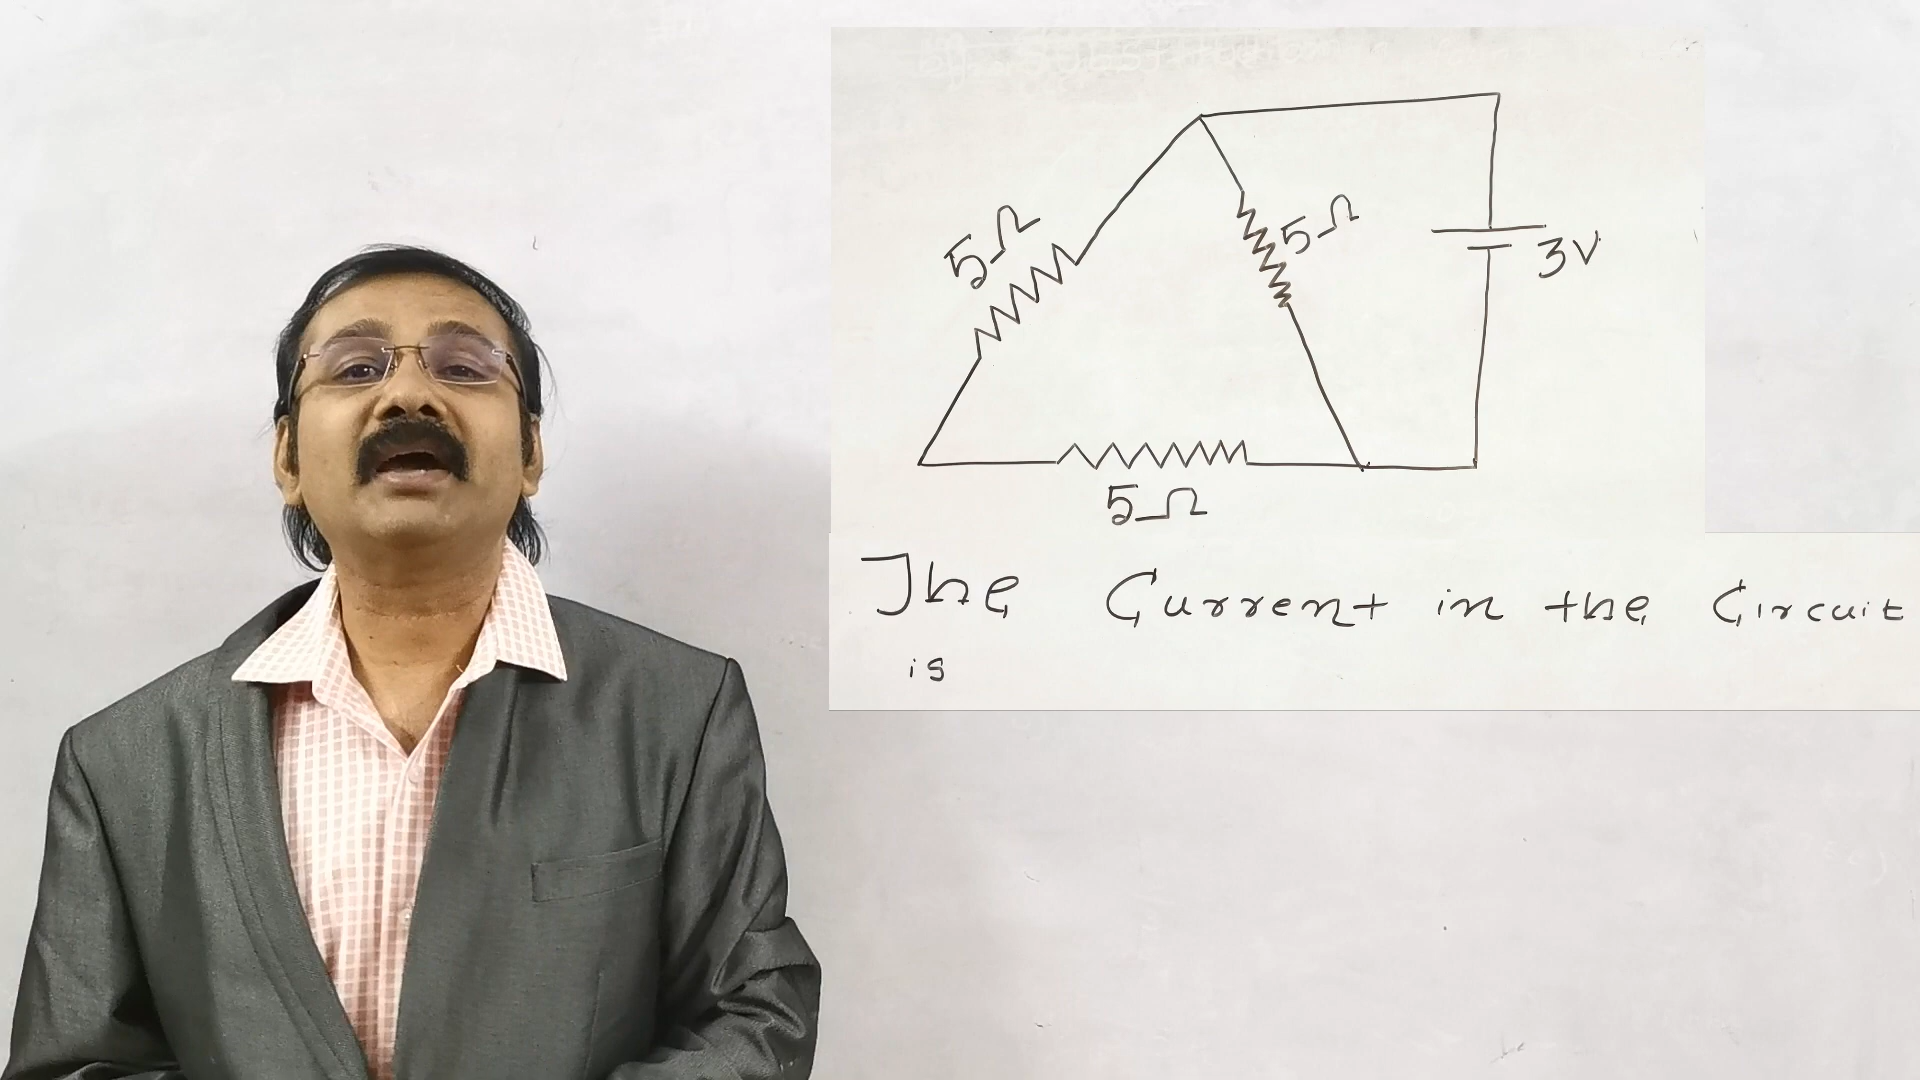 5Ω
5Ω
3V
5Ω
The Current in the Circuit
is